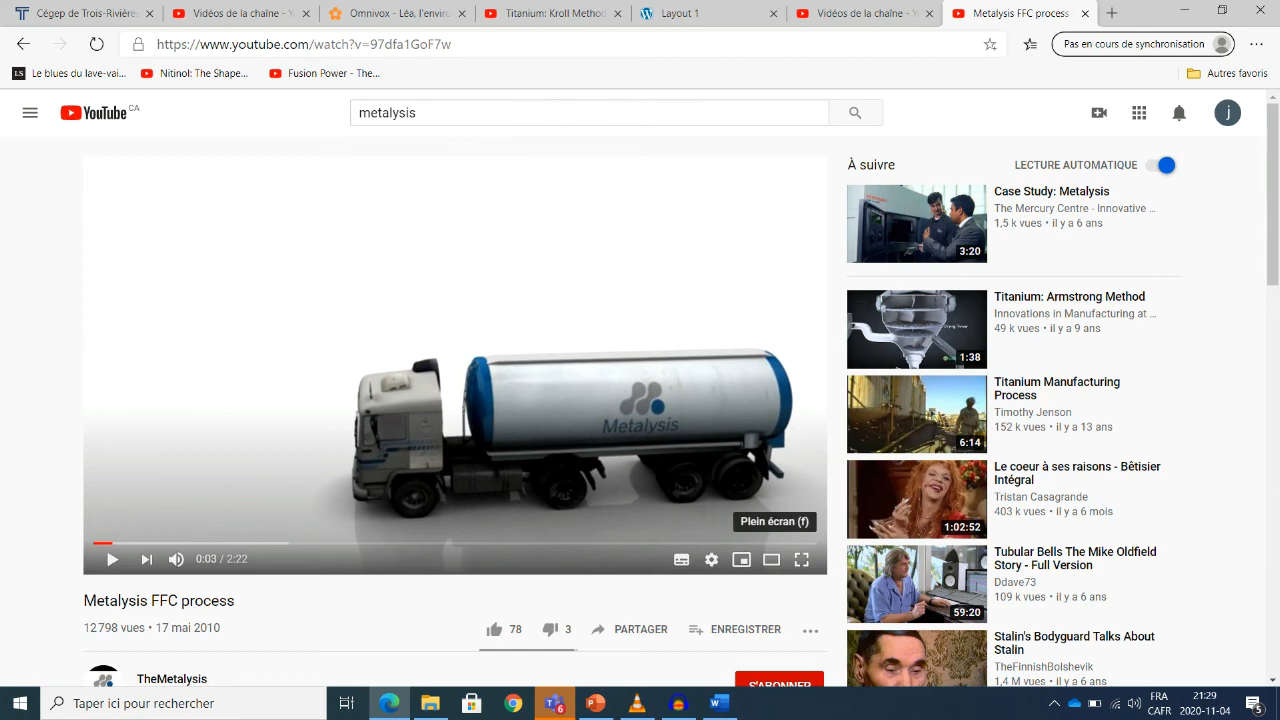 Cégep de Rivière-
Vidéos de la chaîne - Y
Omnivox - Léa, l'enviro
Titanium: Kroll Method
Layout 1
Vidéos de la chaîne - Y
Metalysis FFC process
https://www.youtube.com/watch?v=97dfa1GoF7w
Pas en cours de synchronisation
LS
Le blues du lave-vai...
Nitinol: The Shape...
Fusion Power - The...
Autres favoris
YouTube CA
metalysis
j
À suivre
LECTURE AUTOMATIQUE
Case Study: Metalysis
The Mercury Centre - Innovative ...
1,5 k vues • il y a 6 ans
3:20
Titanium: Armstrong Method
Innovations in Manufacturing at ...
49 k vues • il y a 9 ans
1:38
Titanium Manufacturing
Process
Timothy Jenson
152 k vues • il y a 13 ans
6:14
Le coeur à ses raisons - Bêtisier
Intégral
Tristan Casagrande
403 k vues • il y a 6 mois
1:02:52
Tubular Bells The Mike Oldfield
Story - Full Version
Ddave73
109 k vues • il y a 6 ans
59:20
Stalin's Bodyguard Talks About
Stalin
TheFinnishBolshevik
1,4 M vues • il y a 6 ans
Metalysis
Plein écran (f)
0:03 / 2:22
Metalysis FFC process
12 798 vues • 17 mars 2011
78
3
PARTAGER
ENREGISTRER
TheMetalysis
S'ABONNER
Taper ici pour rechercher
6
FRA
CAFR
21:29
2020-11-04
5